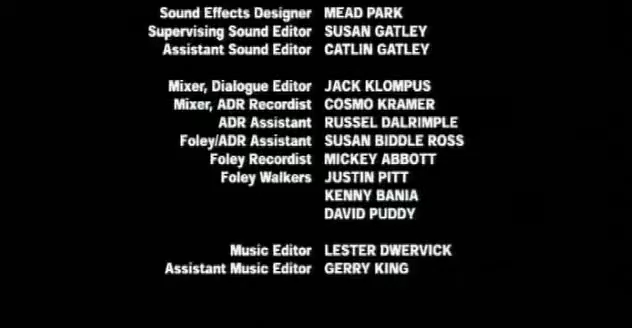 Sound Effects Designer MEAD PARK
Supervising Sound Editor SUSAN GATLEY
Assistant Sound Editor CATLIN GATLEY
Mixer, Dialogue Editor JACK KLOMPUS
Mixer, ADR Recordist COSMO KRAMER
ADR Assistant RUSSEL DALRIMPLE
Foley/ADR Assistant SUSAN BIDDLE ROSS
Foley Recordist MICKEY ABBOTT
Foley Walkers JUSTIN PITT
KENNY BANIA
DAVID PUDDY
Music Editor LESTER DWERVICK
Assistant Music Editor GERRY KING